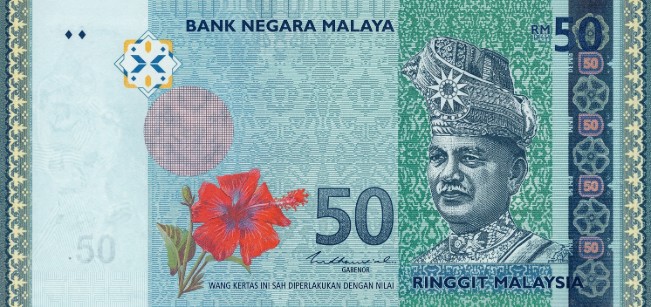 BANK NEGARA MALAYA
RM 50
50
50
50
50
50
50
GABENOR
WANG KERTAS INI SAH DIPERLAKUKAN DENGAN NILAI
RINGGIT MALAYSIA